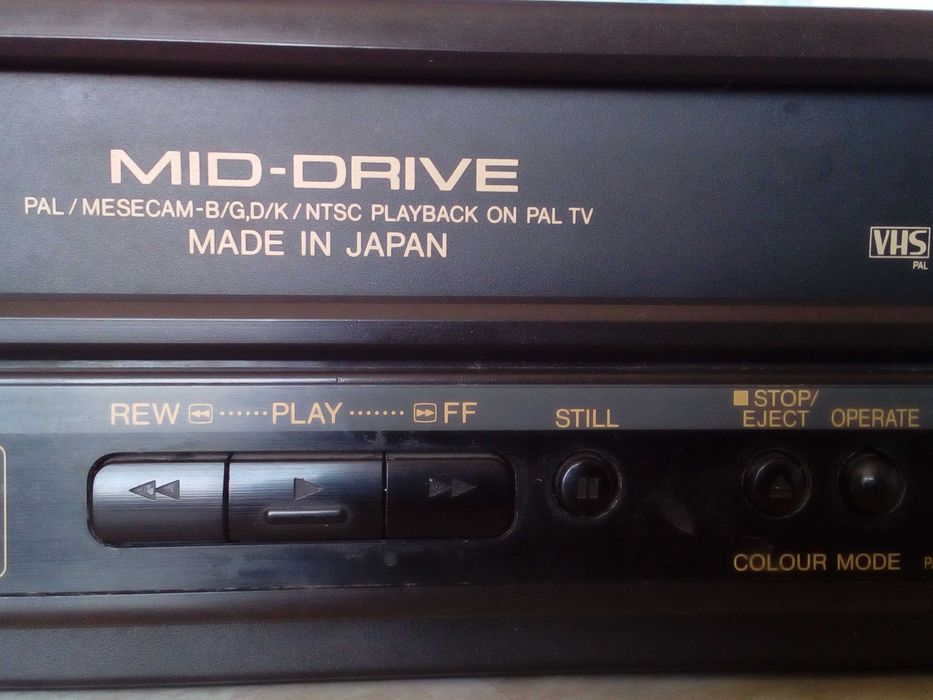 MID-DRIVE
PAL/MESECAM-B/G,D/K/NTSC PLAYBACK ON PAL TV
MADE IN JAPAN
VHS
PAL
REW ······PLAY ······· FF
STILL
STOP/
EJECT
OPERATE
COLOUR MODE